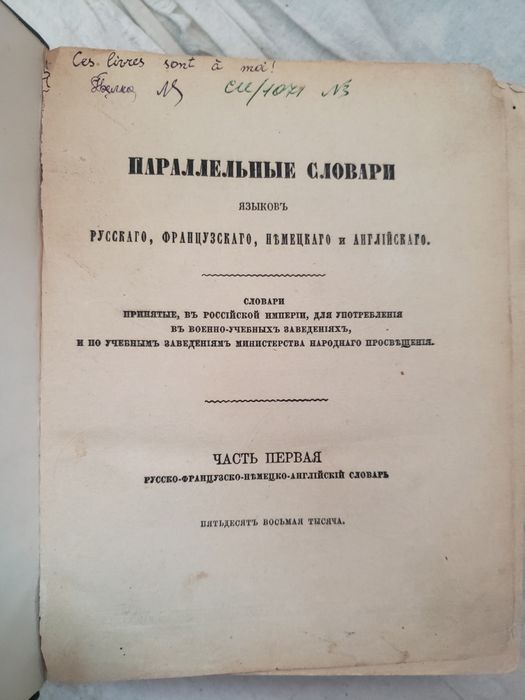 Ces livres sont à moi!
СИ/1071 №3
ПАРАЛЛЕЛЬНЫЕ СЛОВАРИ
ЯЗЫКОВЪ
РУССКАГО, ФРАНЦУЗСКАГО, НѢМЕЦКАГО и АНГЛІЙСКАГО.
СЛОВАРИ
ПРИНЯТЫЕ, ВЪ РОССІЙСКОЙ ИМПЕРІИ, ДЛЯ УПОТРЕБЛЕНІЯ
ВЪ ВОЕННО-УЧЕБНЫХЪ ЗАВЕДЕНІЯХЪ,
И ПО УЧЕБНЫМЪ ЗАВЕДЕНІЯМЪ МИНИСТЕРСТВА НАРОДНАГО ПРОСВѢЩЕНІЯ.
ЧАСТЬ ПЕРВАЯ
РУССКО-ФРАНЦУЗСКО-НѢМЕЦКО-АНГЛІЙСКІЙ СЛОВАРЬ
ПЯТЬДЕСЯТЪ ВОСЬМАЯ ТЫСЯЧА.